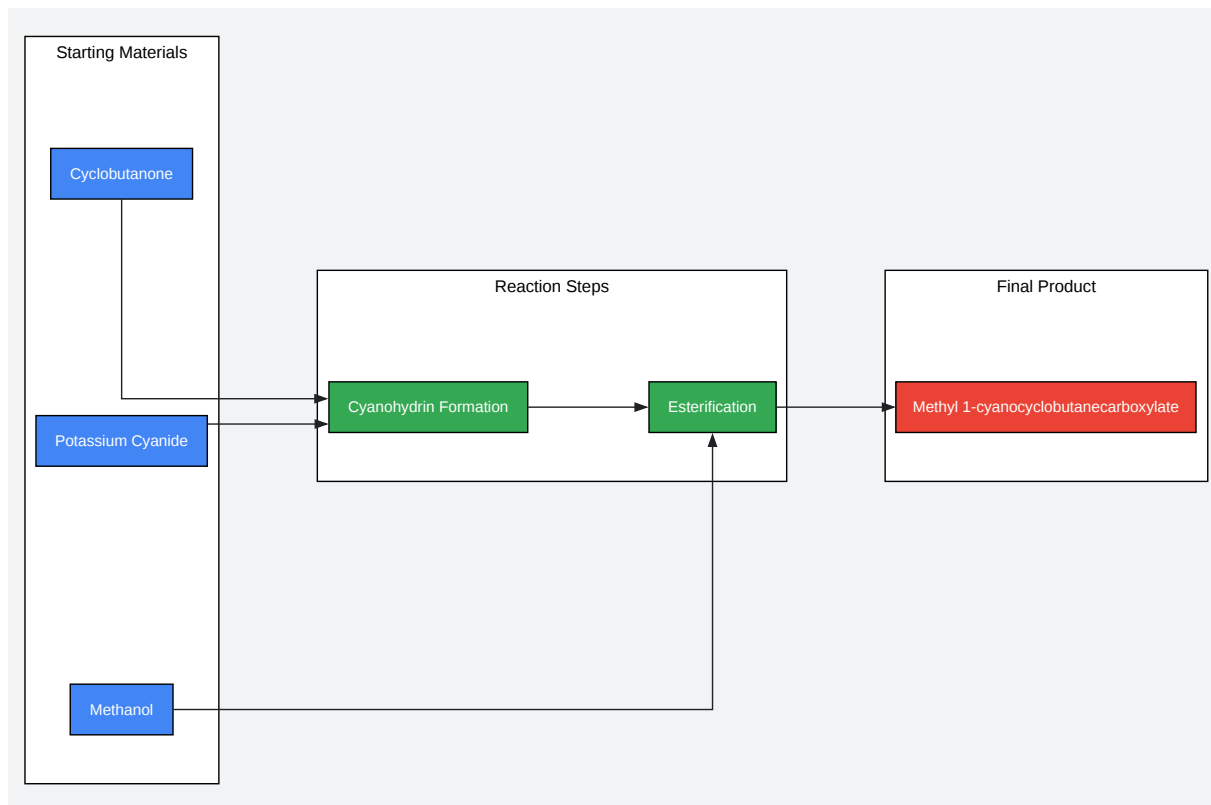 Starting Materials
Cyclobutanone
Potassium Cyanide
Methanol
Reaction Steps
Cyanohydrin Formation
Esterification
Final Product
Methyl 1-cyanocyclobutanecarboxylate